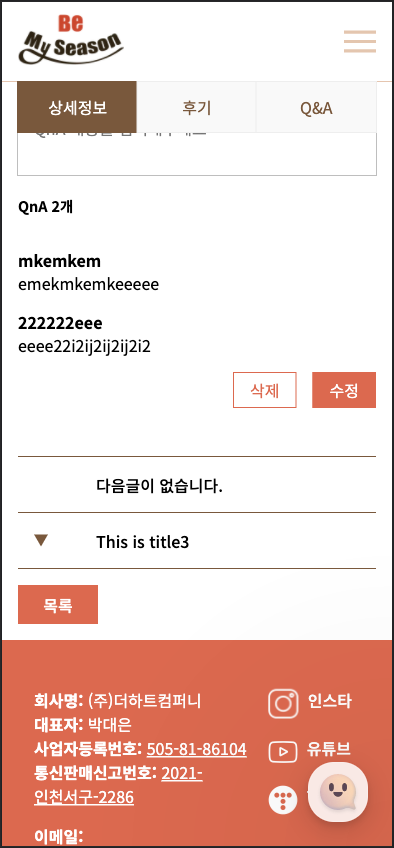 Be
My Season
상세정보
후기
Q&A
QnA 2개
mkemkem
emekmkemkeeeee
222222eee
eeee22i2ij2ij2ij2ij2i2
삭제
수정
다음글이 없습니다.
▼ This is title3
목록
회사명: (주)더하트컴퍼니
대표자: 박대은
사업자등록번호: 505-81-86104
통신판매신고번호: 2021-
인천서구-2286
이메일:
인스타
유튜브